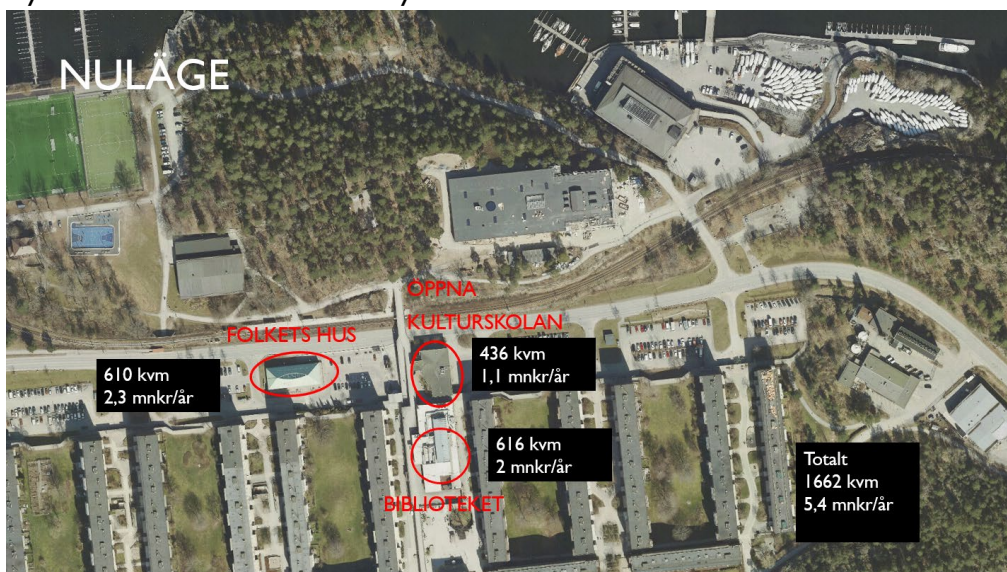 NULÄGE
ÖPPNA
KULTURSKOLAN
FOLKETS HUS
610 kvm
2,3 mnkr/år
436 kvm
1,1 mnkr/år
616 kvm
2 mnkr/år
BIBLIOTEKET
Totalt
1662 kvm
5,4 mnkr/år